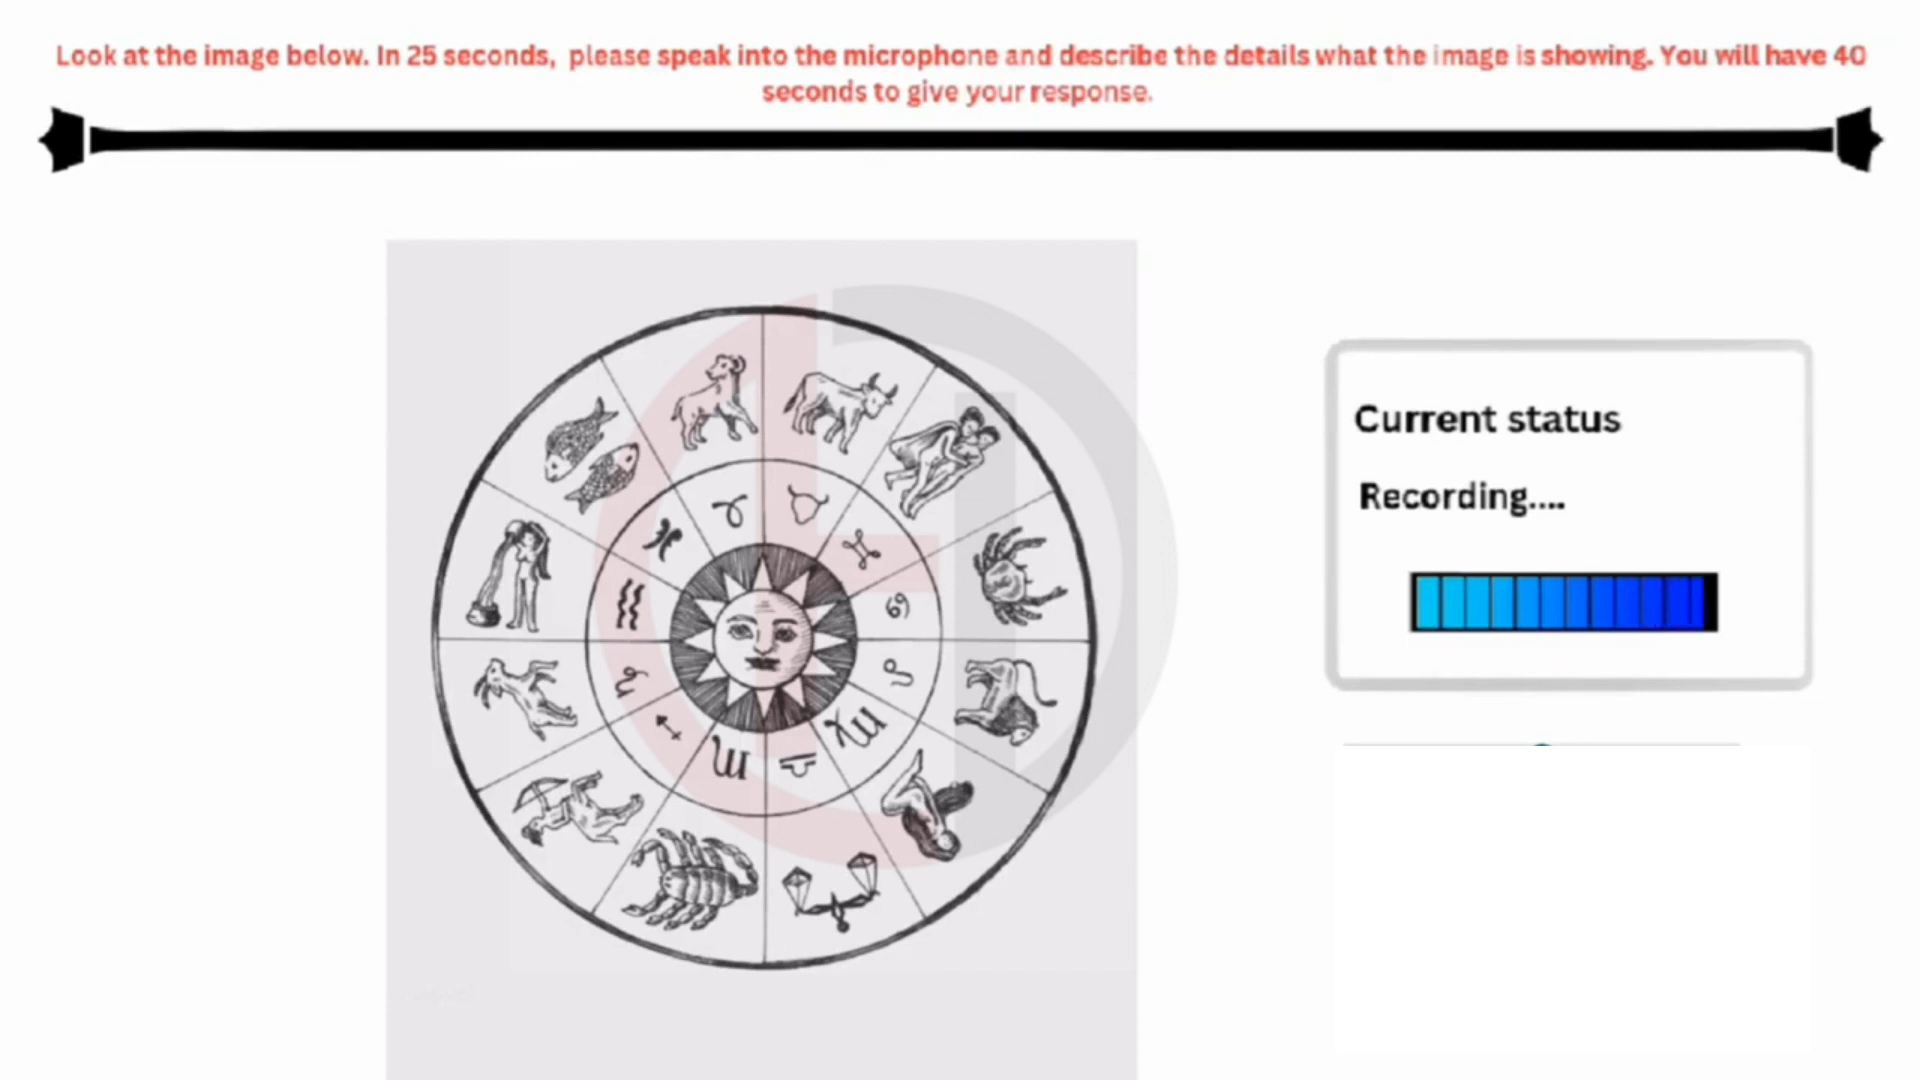 Look at the image below. In 25 seconds, please speak into the microphone and describe the details what the image is showing. You will have 40
seconds to give your response.
Current status
Recording....